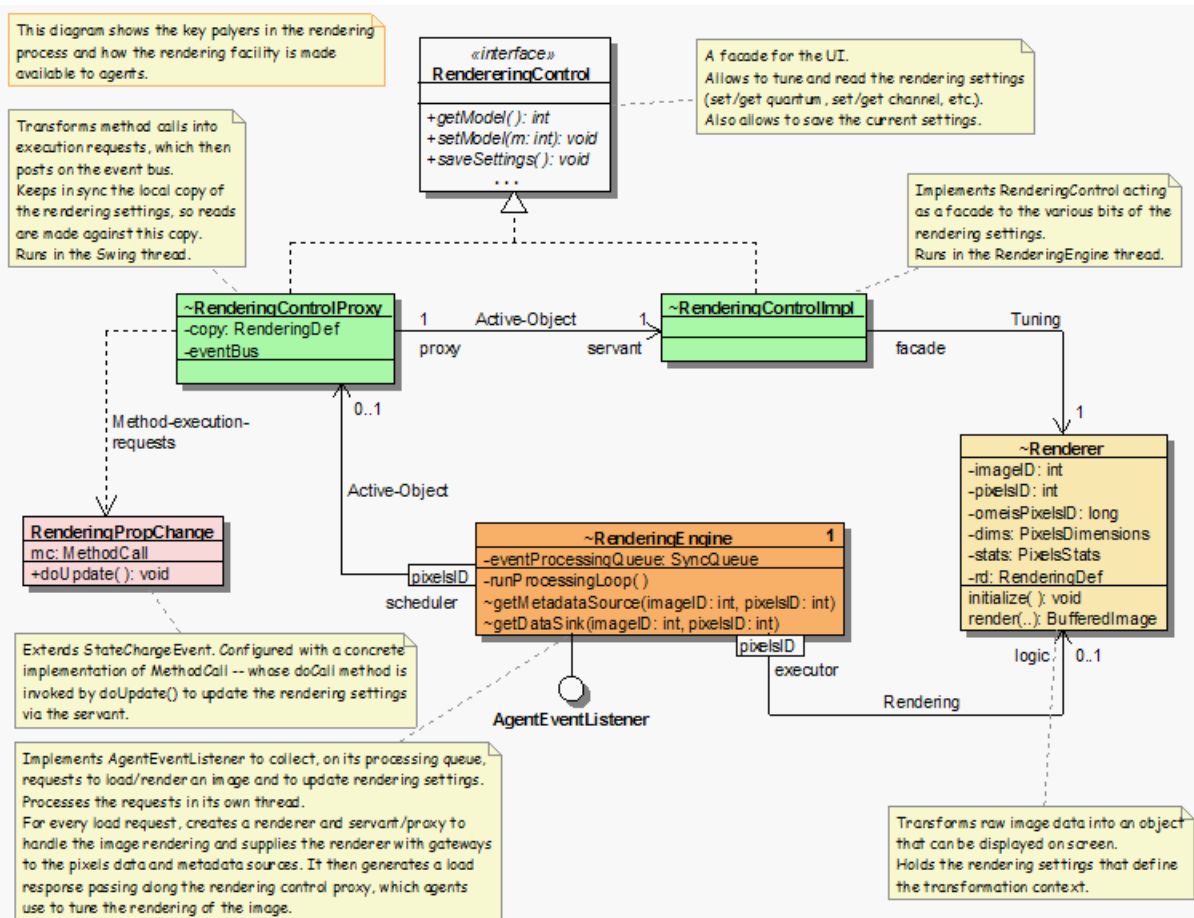 This diagram shows the key palyers in the rendering
process and how the rendering facility is made
available to agents.
«interface»
RendereringControl
+getModel( ): int
+setModel(m: int): void
+saveSettings( ): void
...
A facade for the UI.
Allows to tune and read the rendering settings
(set/get quantum, set/get channel, etc.).
Also allows to save the current settings.
Transforms method calls into
execution requests, which then
posts on the event bus.
Keeps in sync the local copy of
the rendering settings, so reads
are made against this copy.
Runs in the Swing thread.
Implements RenderingControl acting
as a facade to the various bits of the
rendering settings.
Runs in the RenderingEngine thread.
~RenderingControlProxy
-copy: RenderingDef
-eventBus
1
Active-Object
1
proxy
servant
~RenderingControlImpl
Tuning
facade
1
0..1
Method-execution-
requests
Active-Object
RenderingPropChange
mc: MethodCall
+doUpdate( ): void
pixelsID
scheduler
~RenderingEngine
1
-eventProcessingQueue: SyncQueue
-runProcessingLoop( )
~getMetadataSource(imageID: int, pixelsID: int)
~getDataSink(imageID: int, pixelsID: int)
pixelsID
executor
~Renderer
-imageID: int
-pixelsID: int
-omeisPixelsID: long
-dims: PixelsDimensions
-stats: PixelsStats
-rd: RenderingDef
initialize( ): void
render(..): BufferedImage
logic
0..1
Rendering
AgentEventListener
Extends StateChangeEvent. Configured with a concrete
implementation of MethodCall -- whose doCall method is
invoked by doUpdate() to update the rendering settings
via the servant.
Implements AgentEventListener to collect, on its processing queue,
requests to load/render an image and to update rendering settings.
Processes the requests in its own thread.
For every load request, creates a renderer and servant/proxy to
handle the image rendering and supplies the renderer with gateways
to the pixels data and metadata sources. It then generates a load
response passing along the rendering control proxy, which agents
use to tune the rendering of the image.
Transforms raw image data into an object
that can be displayed on screen.
Holds the rendering settings that define
the transformation context.